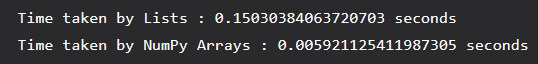 Time taken by Lists : 0.15030384063720703 seconds
Time taken by NumPy Arrays : 0.005921125411987305 seconds